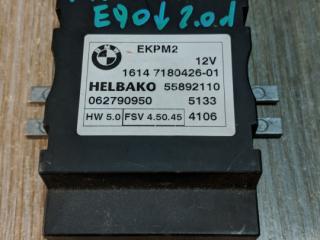 E90 2.0d
EKPM2
12V
1614 7180426-01
HELBAKO 55892110
062790950 5133
HW 5.0 FSV 4.50.45 4106